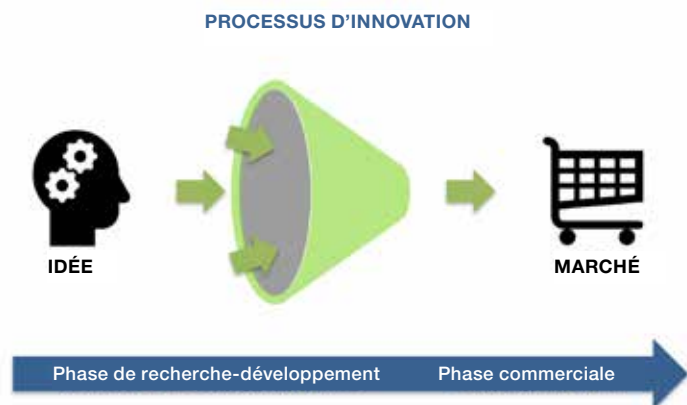 PROCESSUS D’INNOVATION
IDÉE
MARCHÉ
Phase de recherche-développement
Phase commerciale